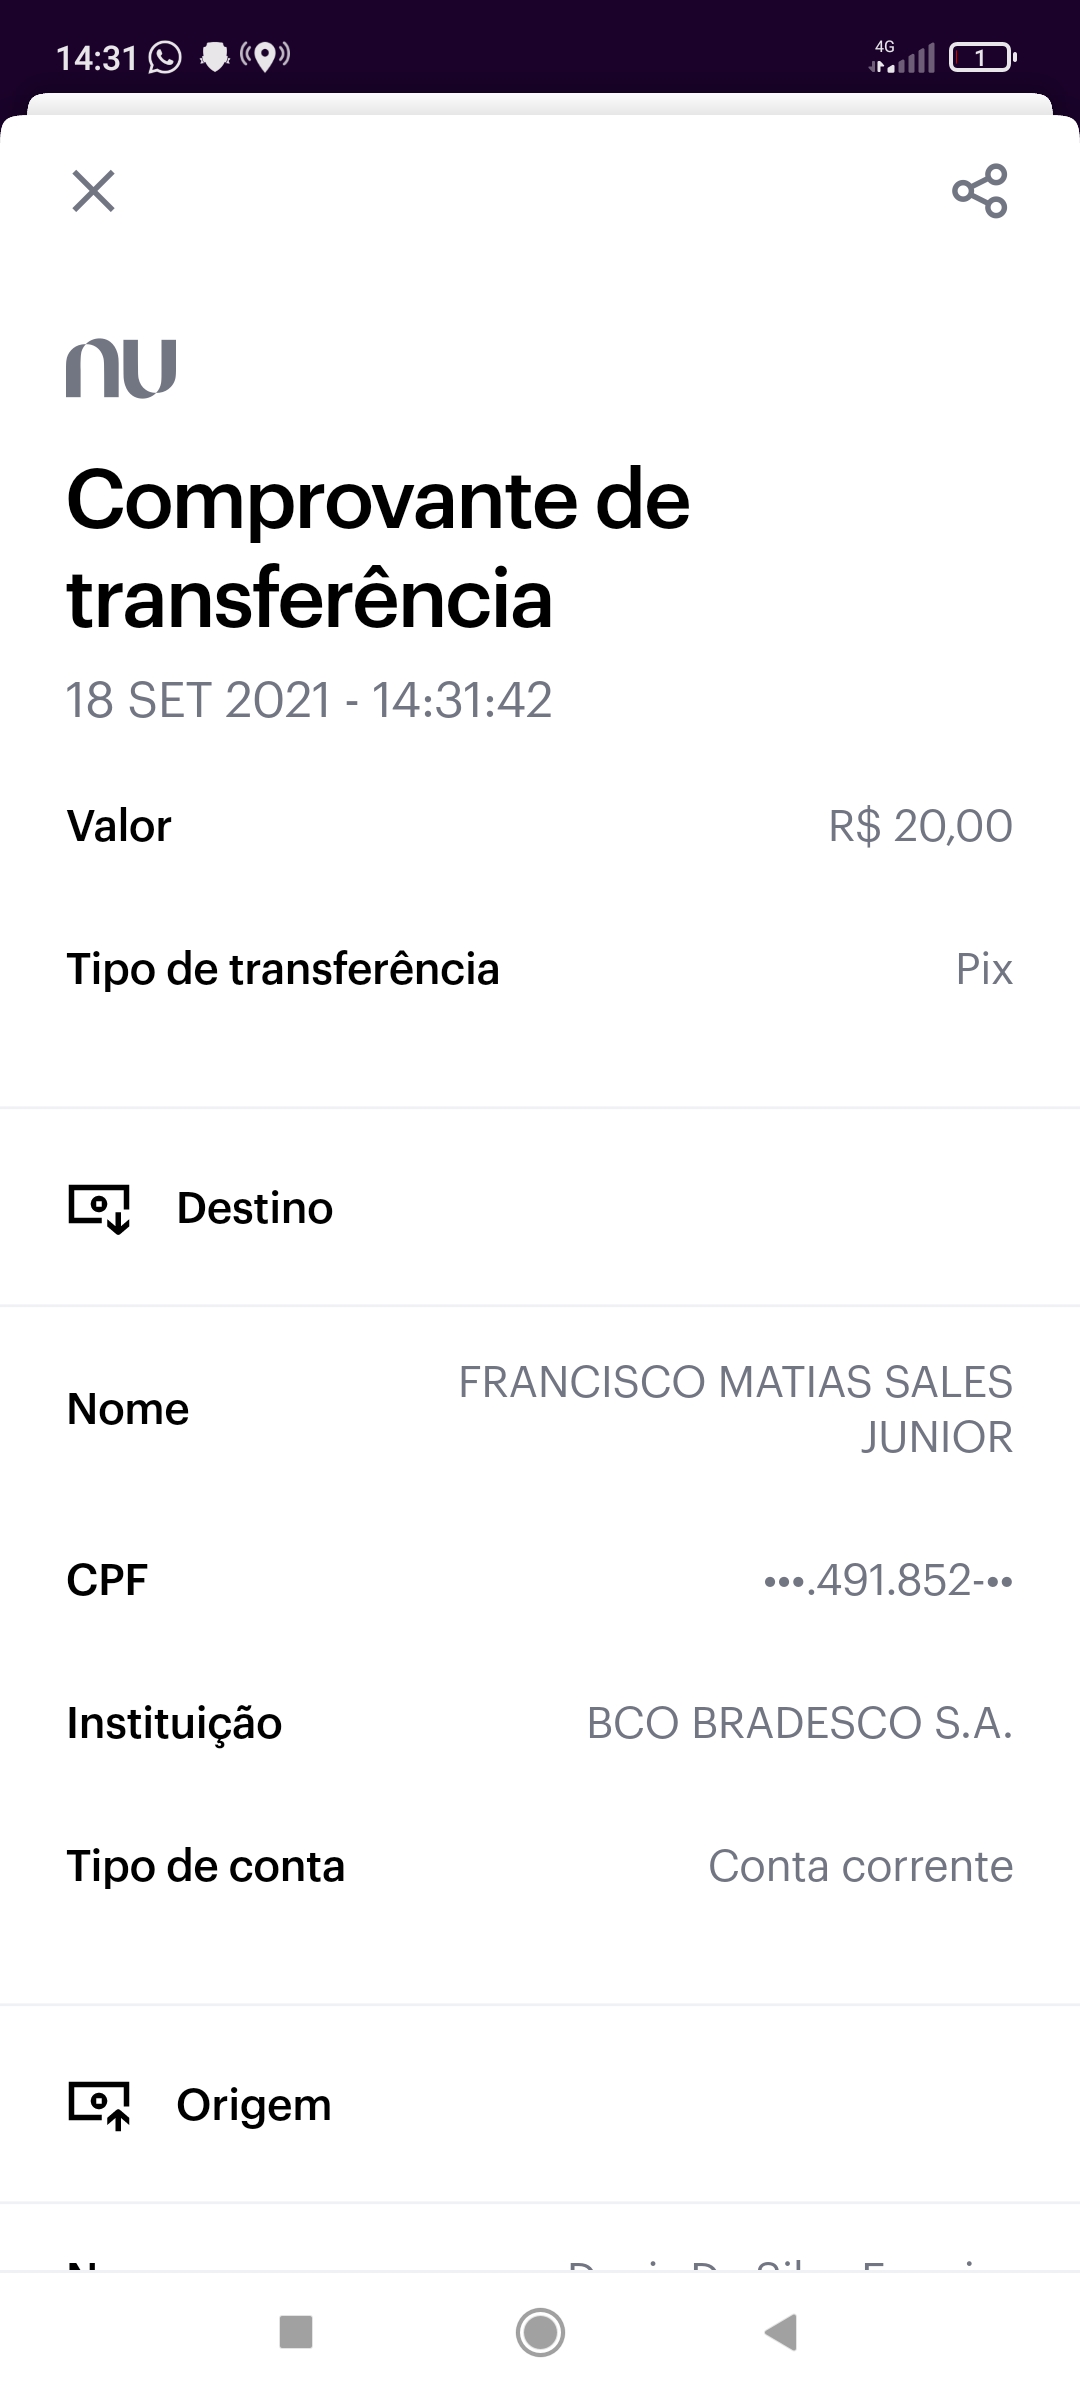 14:31
4G
1
nu
Comprovante de
transferência
18 SET 2021 - 14:31:42
Valor
R$ 20,00
Tipo de transferência
Pix
Destino
Nome
FRANCISCO MATIAS SALES
JUNIOR
CPF
•••.491.852-••
Instituição
BCO BRADESCO S.A.
Tipo de conta
Conta corrente
Origem